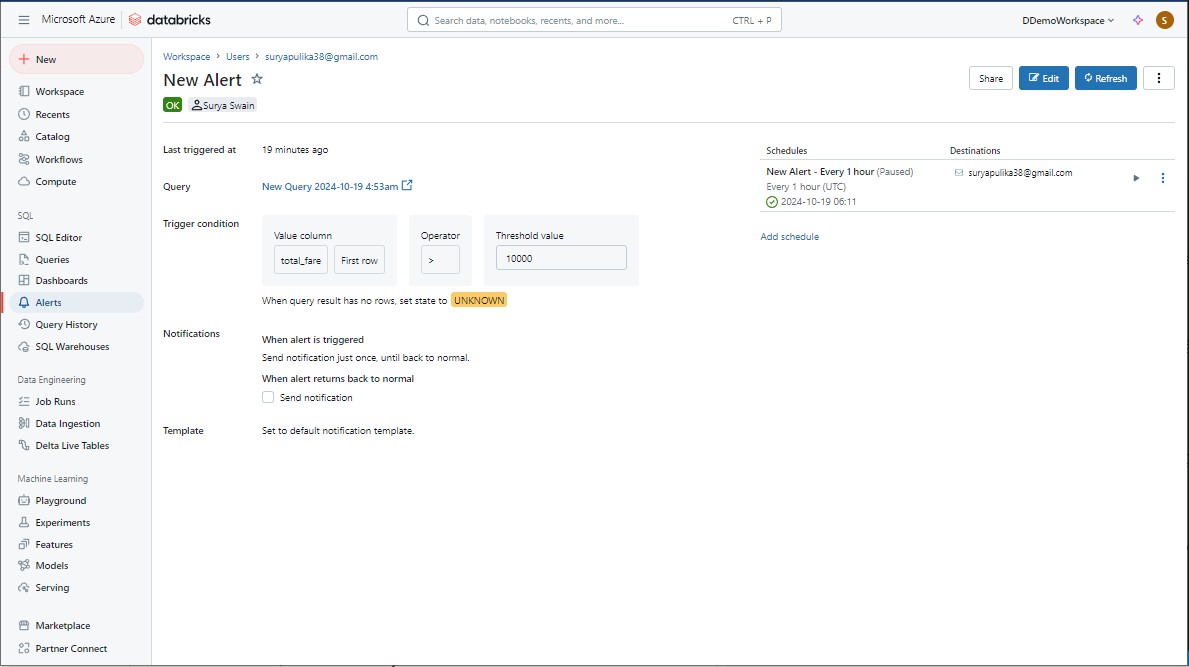 Microsoft Azure databricks
Search data, notebooks, recents, and more... CTRL + P
DDemoWorkspace S
New
Workspace
Recents
Catalog
Workflows
Compute
SQL
SQL Editor
Queries
Dashboards
Alerts
Query History
SQL Warehouses
Data Engineering
Job Runs
Data Ingestion
Delta Live Tables
Machine Learning
Playground
Experiments
Features
Models
Serving
Marketplace
Partner Connect
Workspace > Users > suryapulika38@gmail.com
New Alert
Share Edit Refresh
OK Surya Swain
Last triggered at 19 minutes ago
Query New Query 2024-10-19 4:53am
Trigger condition
Value column Operator Threshold value
total_fare First row > 10000
When query result has no rows, set state to UNKNOWN
Notifications
When alert is triggered
Send notification just once, until back to normal.
When alert returns back to normal
Send notification
Template Set to default notification template.
Schedules Destinations
New Alert - Every 1 hour (Paused) suryapulika38@gmail.com
Every 1 hour (UTC)
2024-10-19 06:11
Add schedule